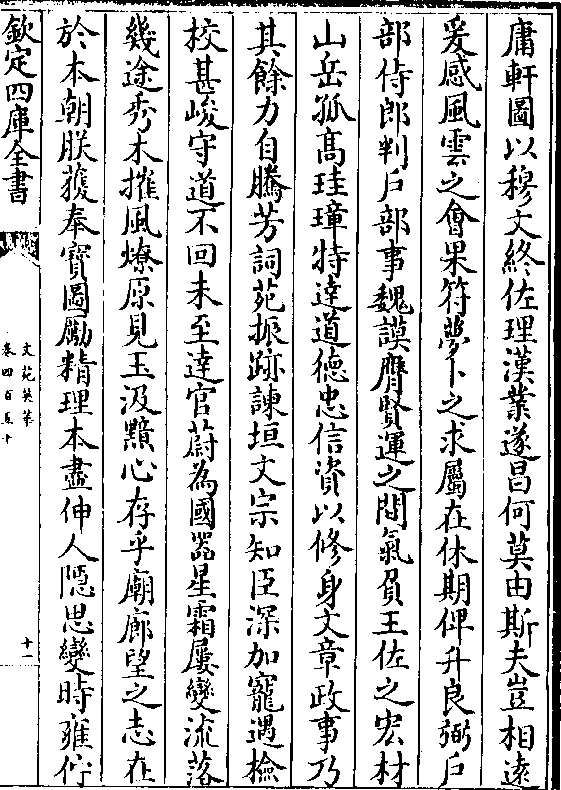 庸軒圖以穆文終佐理漢業遂昌何莫由斯夫豈相遠
爰感風雲之會果符夢卜之求屬在休期俾升良弼戶
部侍郎判戶部事魏謨膺賢運之間氣負王佐之宏材
山岳孤高珪璋特達道德忠信資以修身文章政事乃
其餘力自騰芳詞苑振跡諫垣文宗知臣深加寵遇檢
校甚峻守道不回未至達官蔚為國器星霜屢變流落
幾途秀木摧風燎原見玉汲黯心存乎廟廊望之志在
於本朝朕獲奉寳圖勵精理本盡伸人隠思變時雍佇
欽定四庫全書
文苑英華
卷四百五十
十一